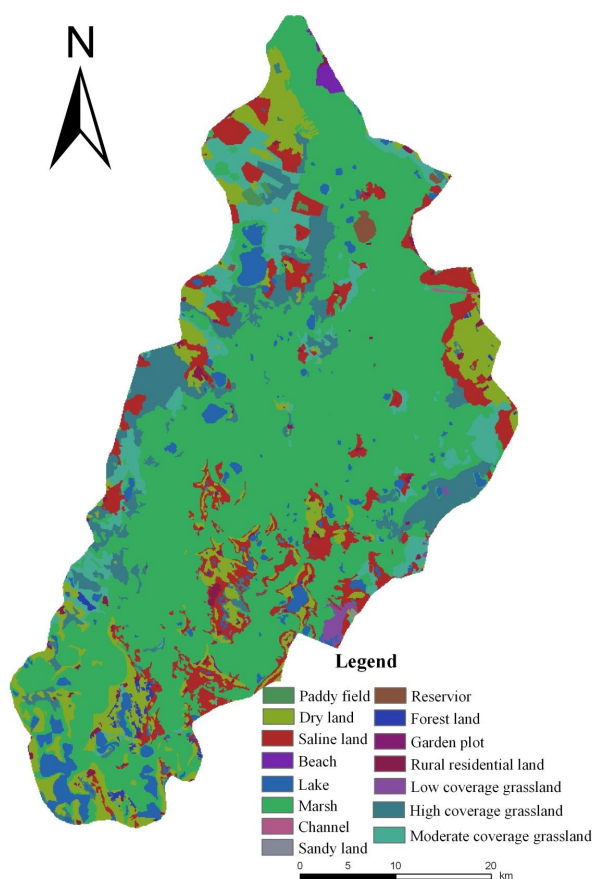 N
Legend
Paddy field
Dry land
Saline land
Beach
Lake
Marsh
Channel
Sandy land
Reservior
Forest land
Garden plot
Rural residential land
Low coverage grassland
High coverage grassland
Moderate coverage grassland
0 5 10 20
km